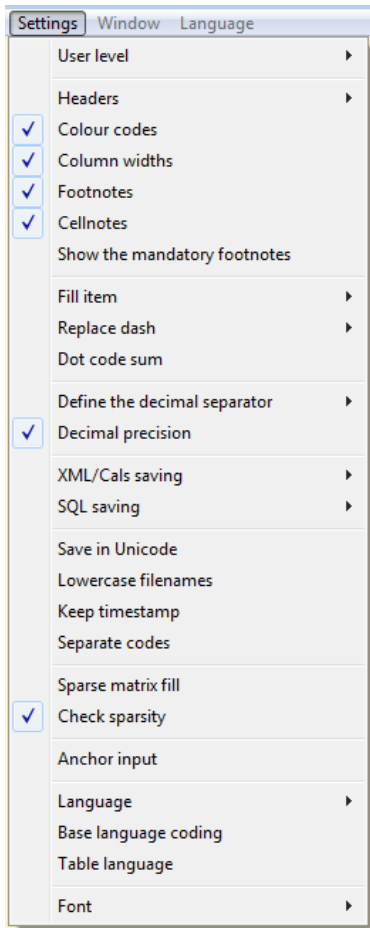 Settings Window Language
User level
Headers
Colour codes
Column widths
Footnotes
Cellnotes
Show the mandatory footnotes
Fill item
Replace dash
Dot code sum
Define the decimal separator
Decimal precision
XML/Cals saving
SQL saving
Save in Unicode
Lowercase filenames
Keep timestamp
Separate codes
Sparse matrix fill
Check sparsity
Anchor input
Language
Base language coding
Table language
Font